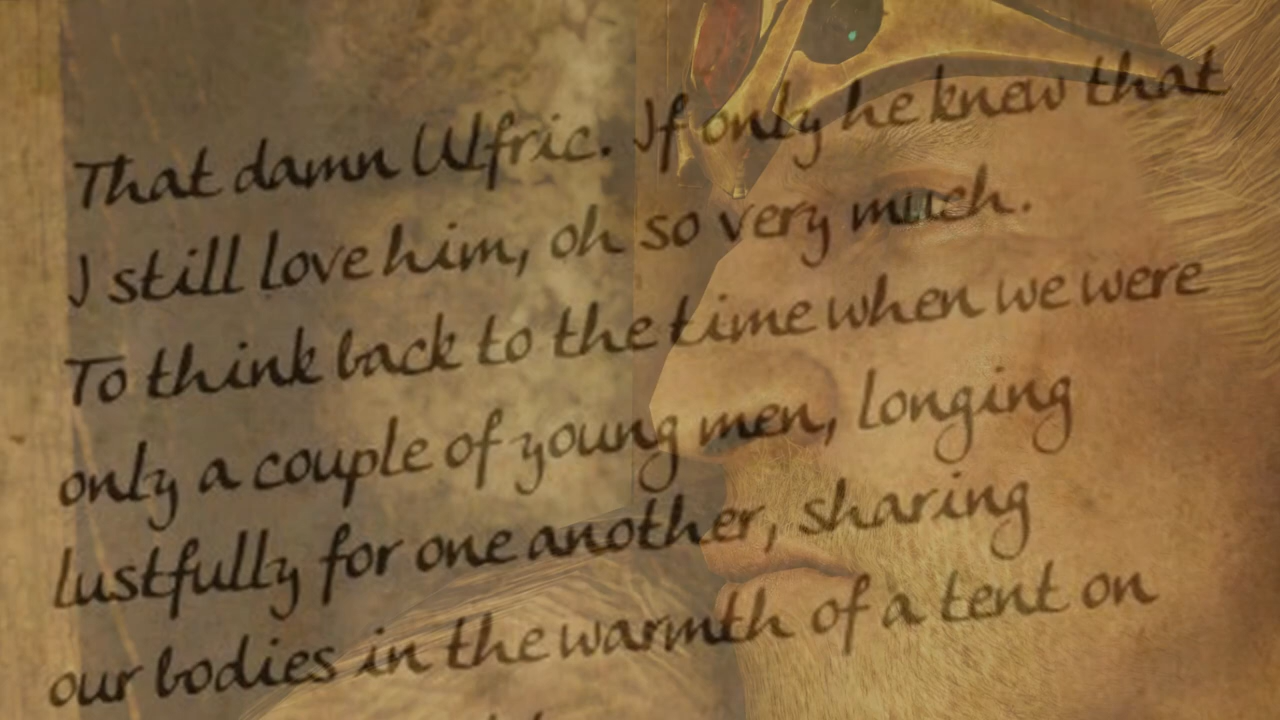 That damn Ulfric. If only he knew that
I still love him, oh so very much.
To think back to the time when we were
only a couple of young men, longing
lustfully for one another, sharing
our bodies in the warmth of a tent on